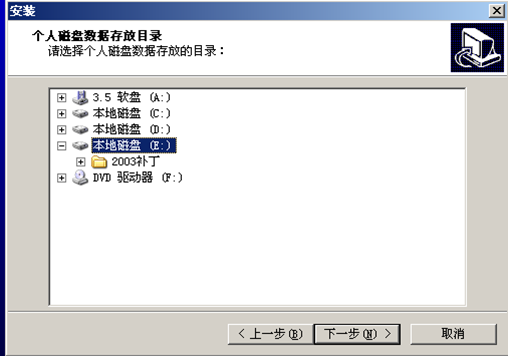 安装
个人磁盘数据存放目录
请选择个人磁盘数据存放的目录：
3.5 软盘 (A:)
本地磁盘 (C:)
本地磁盘 (D:)
本地磁盘 (E:)
2003补丁
DVD 驱动器 (F:)
< 上一步(B) 下一步(N) > 取消